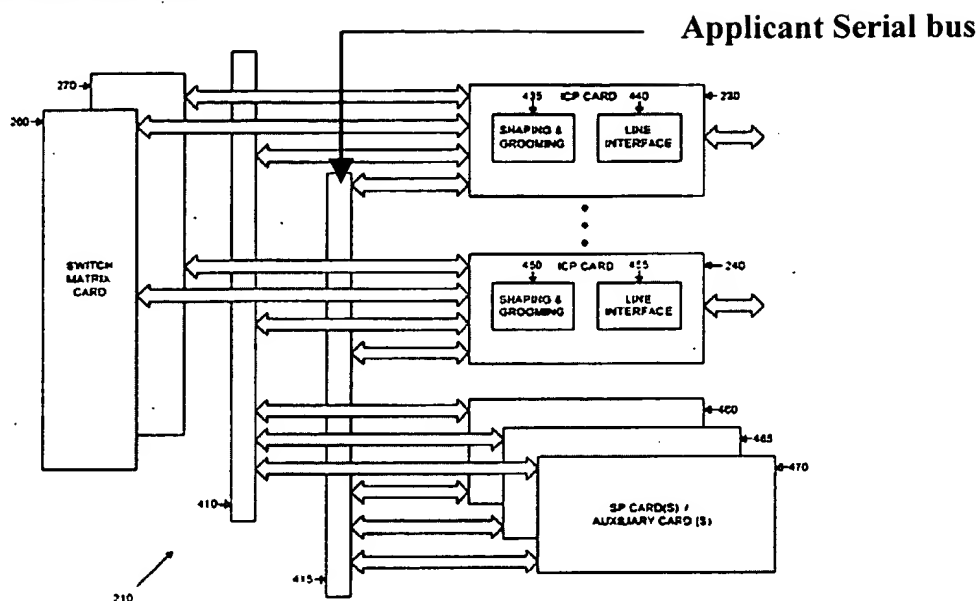 Applicant Serial bus
270
260
435 ICP CARD 440
230
SHAPING &
GROOMING
LINE
INTERFACE
SWITCH
MATRIX
CARD
450 ICP CARD 455
240
SHAPING &
GROOMING
LINE
INTERFACE
460
465
470
410
SP CARD(S) /
AUXILIARY CARD(S)
415
210